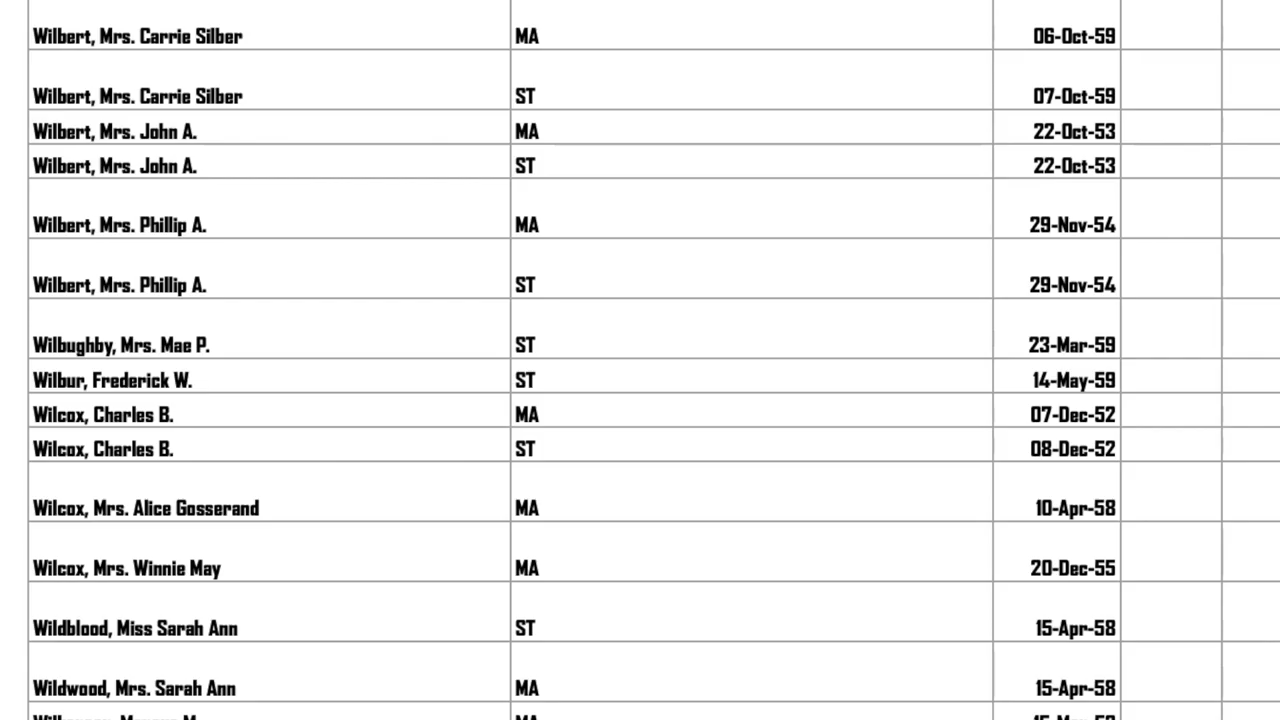 Wilbert, Mrs. Carrie Silber MA 06-Oct-59
Wilbert, Mrs. Carrie Silber ST 07-Oct-59
Wilbert, Mrs. John A. MA 22-Oct-53
Wilbert, Mrs. John A. ST 22-Oct-53
Wilbert, Mrs. Phillip A. MA 29-Nov-54
Wilbert, Mrs. Phillip A. ST 29-Nov-54
Wilbughby, Mrs. Mae P. ST 23-Mar-59
Wilbur, Frederick W. ST 14-May-59
Wilcox, Charles B. MA 07-Dec-52
Wilcox, Charles B. ST 08-Dec-52
Wilcox, Mrs. Alice Gosserand MA 10-Apr-58
Wilcox, Mrs. Winnie May MA 20-Dec-55
Wildblood, Miss Sarah Ann ST 15-Apr-58
Wildwood, Mrs. Sarah Ann MA 15-Apr-58